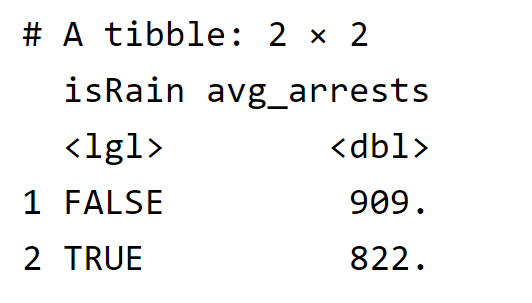 # A tibble: 2 × 2
isRain avg_arrests
<lgl> <dbl>
1 FALSE 909.
2 TRUE 822.